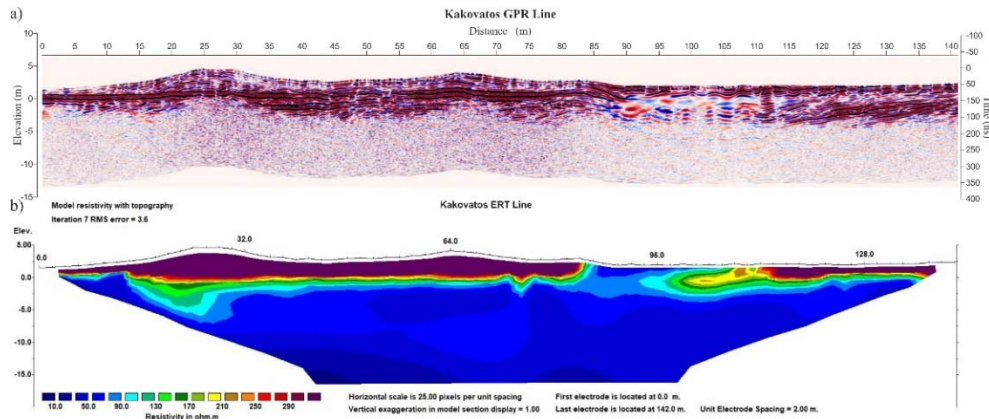 a)
Kakovatos GPR Line
Distance (m)
0 5 10 15 20 25 30 35 40 45 50 55 60 65 70 75 80 85 90 95 100 105 110 115 120 125 130 135 140
10
5
0
-5
-10
-15
Elevation (m)
-100
-50
0
50
100
150
200
250
300
350
400
Time (ns)
b)
Model resistivity with topography
Kakovatos ERT Line
Iteration 7 RMS error = 3.6
Elev.
5.00
0.0
-5.0
-10.0
-15.0
0.0
32.0
64.0
96.0
128.0
10.0 50.0 90.0 130 170 210 250 290
Resistivity in ohm.m
Horizontal scale is 25.00 pixels per unit spacing
Vertical exaggeration in model section display = 1.00
First electrode is located at 0.0 m.
Last electrode is located at 142.0 m.
Unit Electrode Spacing = 2.00 m.